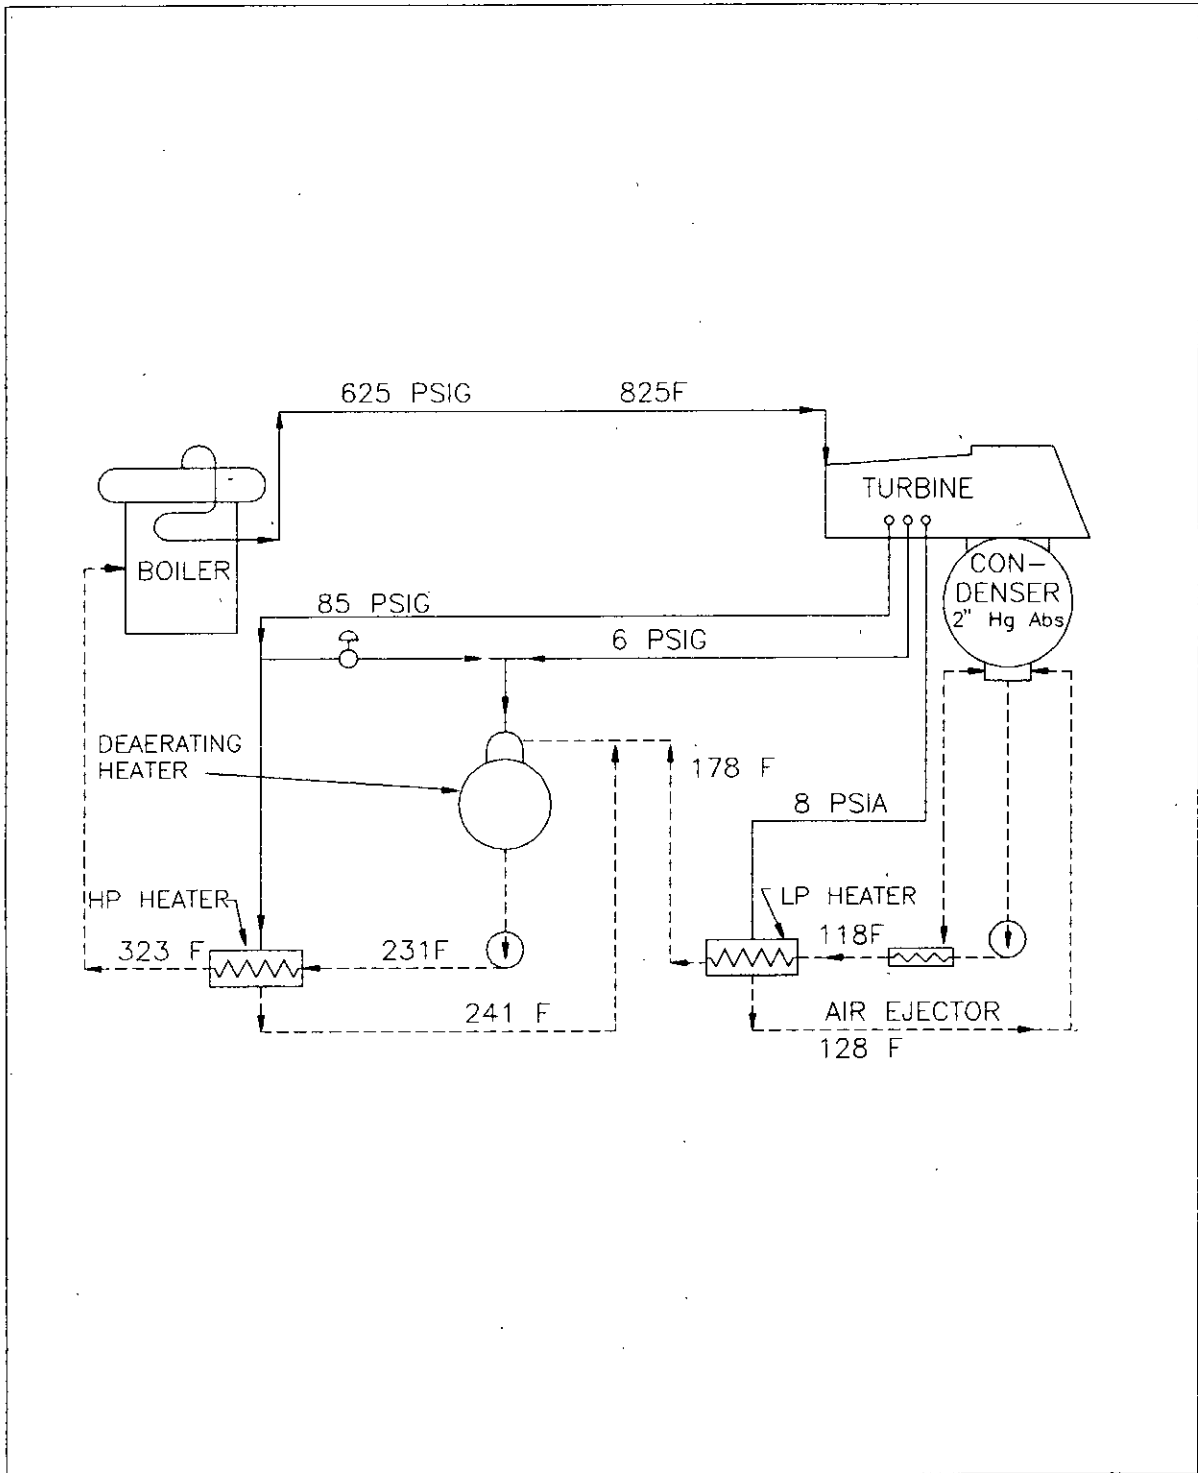 625 PSIG 825F
TURBINE
BOILER
CON-
DENSER
2" Hg Abs
85 PSIG
6 PSIG
DEAERATING
HEATER
178 F
8 PSIA
HP HEATER
LP HEATER
323 F
231F
118F
241 F
AIR EJECTOR
128 F